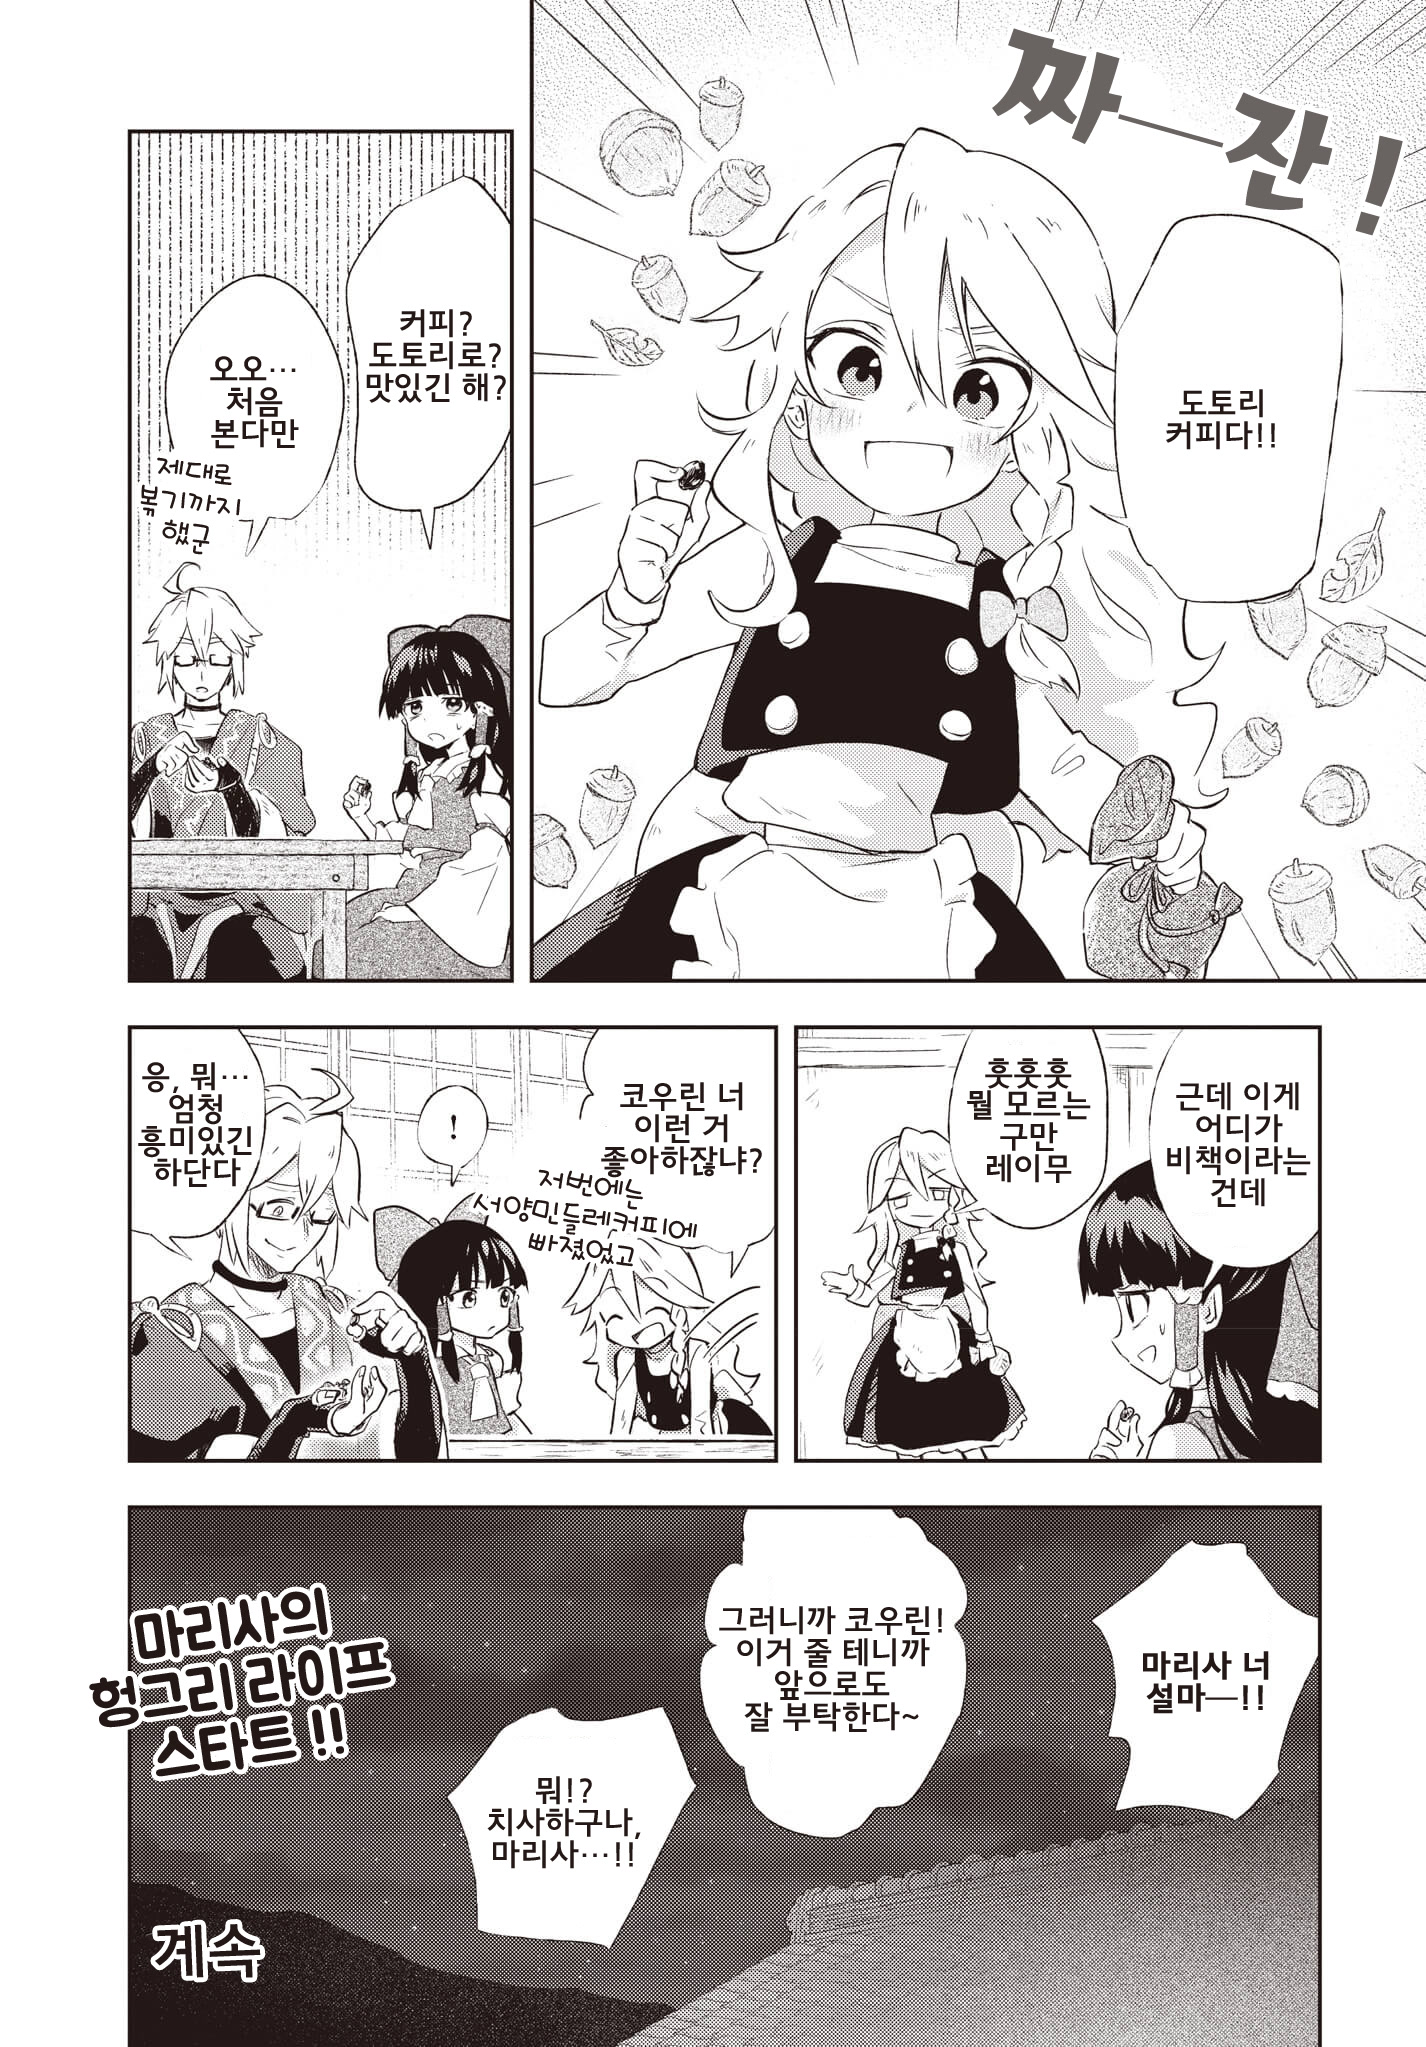 짜—잔!
도토리
커피다!!
커피?
도토리로?
맛있긴 해?
오오…
처음
본다만
제대로
볶기까지
했군
근데 이게
어디가
비책이라는
건데
훗훗훗
뭘 모르는
구만
레이무
코우린 너
이런 거
좋아하잖냐?
저번에는
서양민들레커피에
빠졌었고
!
응, 뭐…
엄청
흥미있긴
하단다
마리사 너
설마—!!
그러니까 코우린!
이거 줄 테니까
앞으로도
잘 부탁한다~
뭐!?
치사하구나,
마리사…!!
마리사의
헝그리 라이프
스타트!!
계속